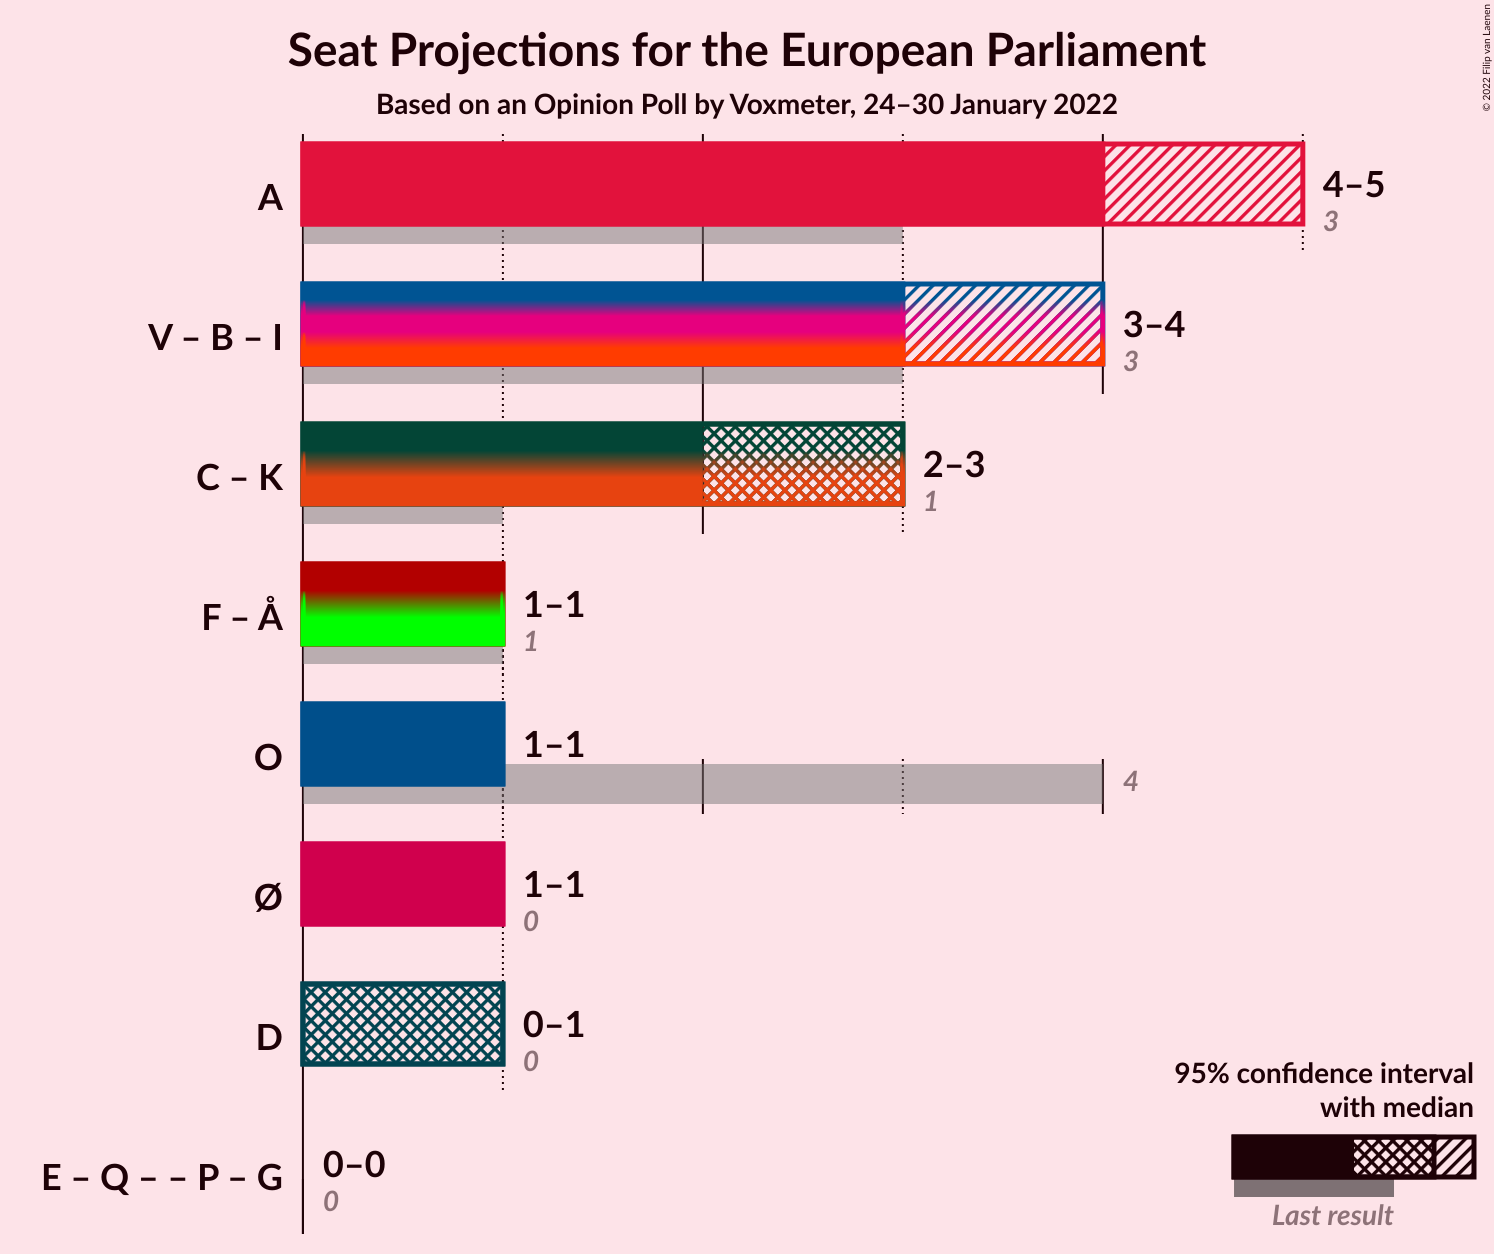 Seat Projections for the European Parliament
Based on an Opinion Poll by Voxmeter, 24–30 January 2022
© 2022 Filip van Laenen
A
4–5
3
V – B – I
3–4
3
C – K
2–3
1
F – Å
1–1
1
O
1–1
4
Ø
1–1
0
D
0–1
0
E – Q – – P – G
0–0
0
95% confidence interval
with median
Last result